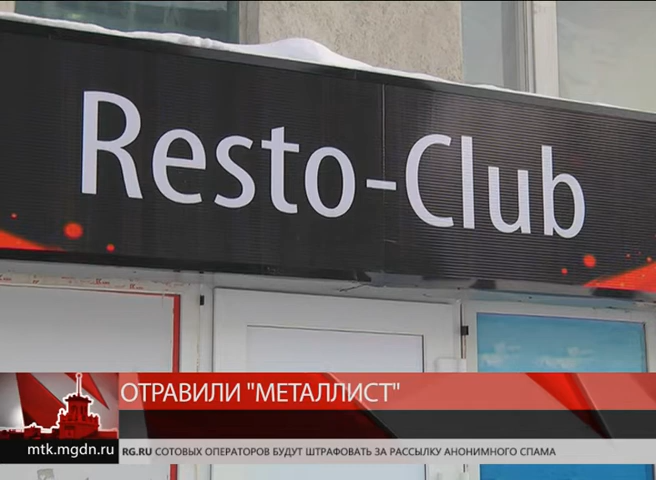 Resto-Club
ОТРАВИЛИ "МЕТАЛЛИСТ"
mtk.mgdn.ru
RG.RU СОТОВЫХ ОПЕРАТОРОВ БУДУТ ШТРАФОВАТЬ ЗА РАССЫЛКУ АНОНИМНОГО СПАМА